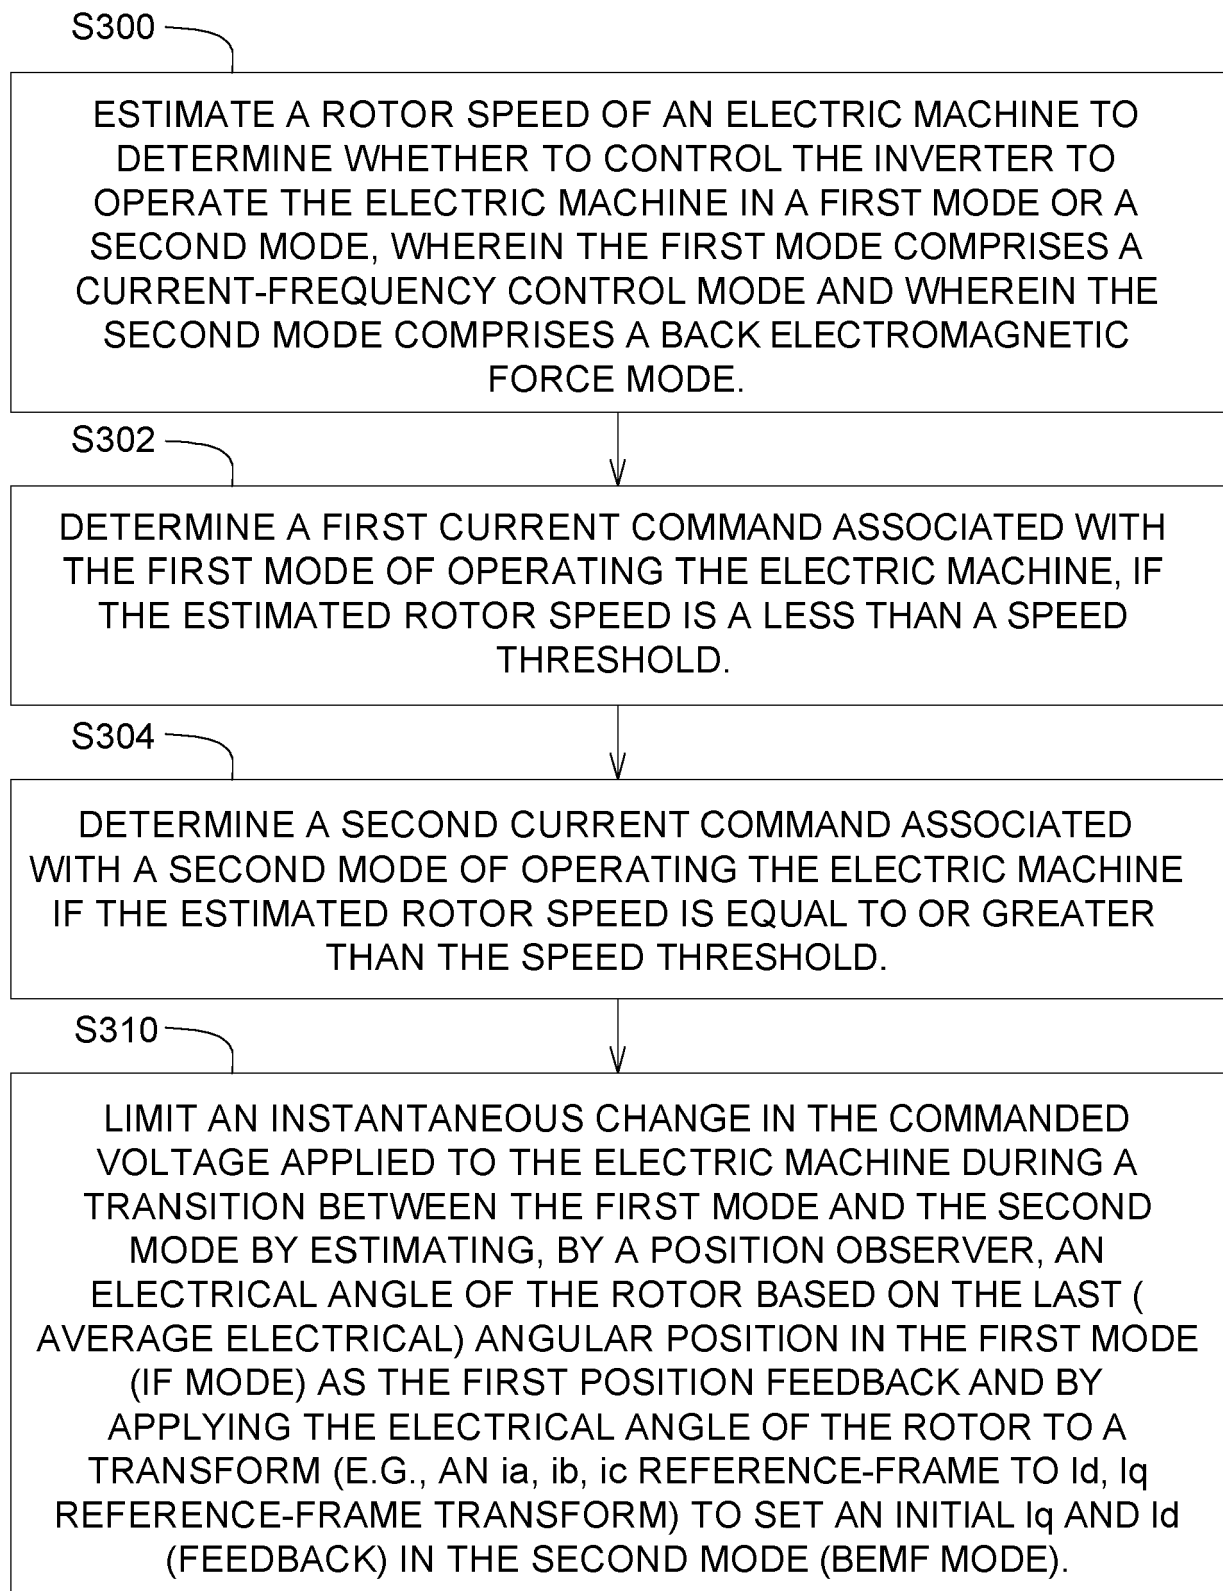 S300
ESTIMATE A ROTOR SPEED OF AN ELECTRIC MACHINE TO
DETERMINE WHETHER TO CONTROL THE INVERTER TO
OPERATE THE ELECTRIC MACHINE IN A FIRST MODE OR A
SECOND MODE, WHEREIN THE FIRST MODE COMPRISES A
CURRENT-FREQUENCY CONTROL MODE AND WHEREIN THE
SECOND MODE COMPRISES A BACK ELECTROMAGNETIC
FORCE MODE.
S302
DETERMINE A FIRST CURRENT COMMAND ASSOCIATED WITH
THE FIRST MODE OF OPERATING THE ELECTRIC MACHINE, IF
THE ESTIMATED ROTOR SPEED IS A LESS THAN A SPEED
THRESHOLD.
S304
DETERMINE A SECOND CURRENT COMMAND ASSOCIATED
WITH A SECOND MODE OF OPERATING THE ELECTRIC MACHINE
IF THE ESTIMATED ROTOR SPEED IS EQUAL TO OR GREATER
THAN THE SPEED THRESHOLD.
S310
LIMIT AN INSTANTANEOUS CHANGE IN THE COMMANDED
VOLTAGE APPLIED TO THE ELECTRIC MACHINE DURING A
TRANSITION BETWEEN THE FIRST MODE AND THE SECOND
MODE BY ESTIMATING, BY A POSITION OBSERVER, AN
ELECTRICAL ANGLE OF THE ROTOR BASED ON THE LAST (
AVERAGE ELECTRICAL) ANGULAR POSITION IN THE FIRST MODE
(IF MODE) AS THE FIRST POSITION FEEDBACK AND BY
APPLYING THE ELECTRICAL ANGLE OF THE ROTOR TO A
TRANSFORM (E.G., AN ia, ib, ic REFERENCE-FRAME TO Id, Iq
REFERENCE-FRAME TRANSFORM) TO SET AN INITIAL Iq AND Id
(FEEDBACK) IN THE SECOND MODE (BEMF MODE).